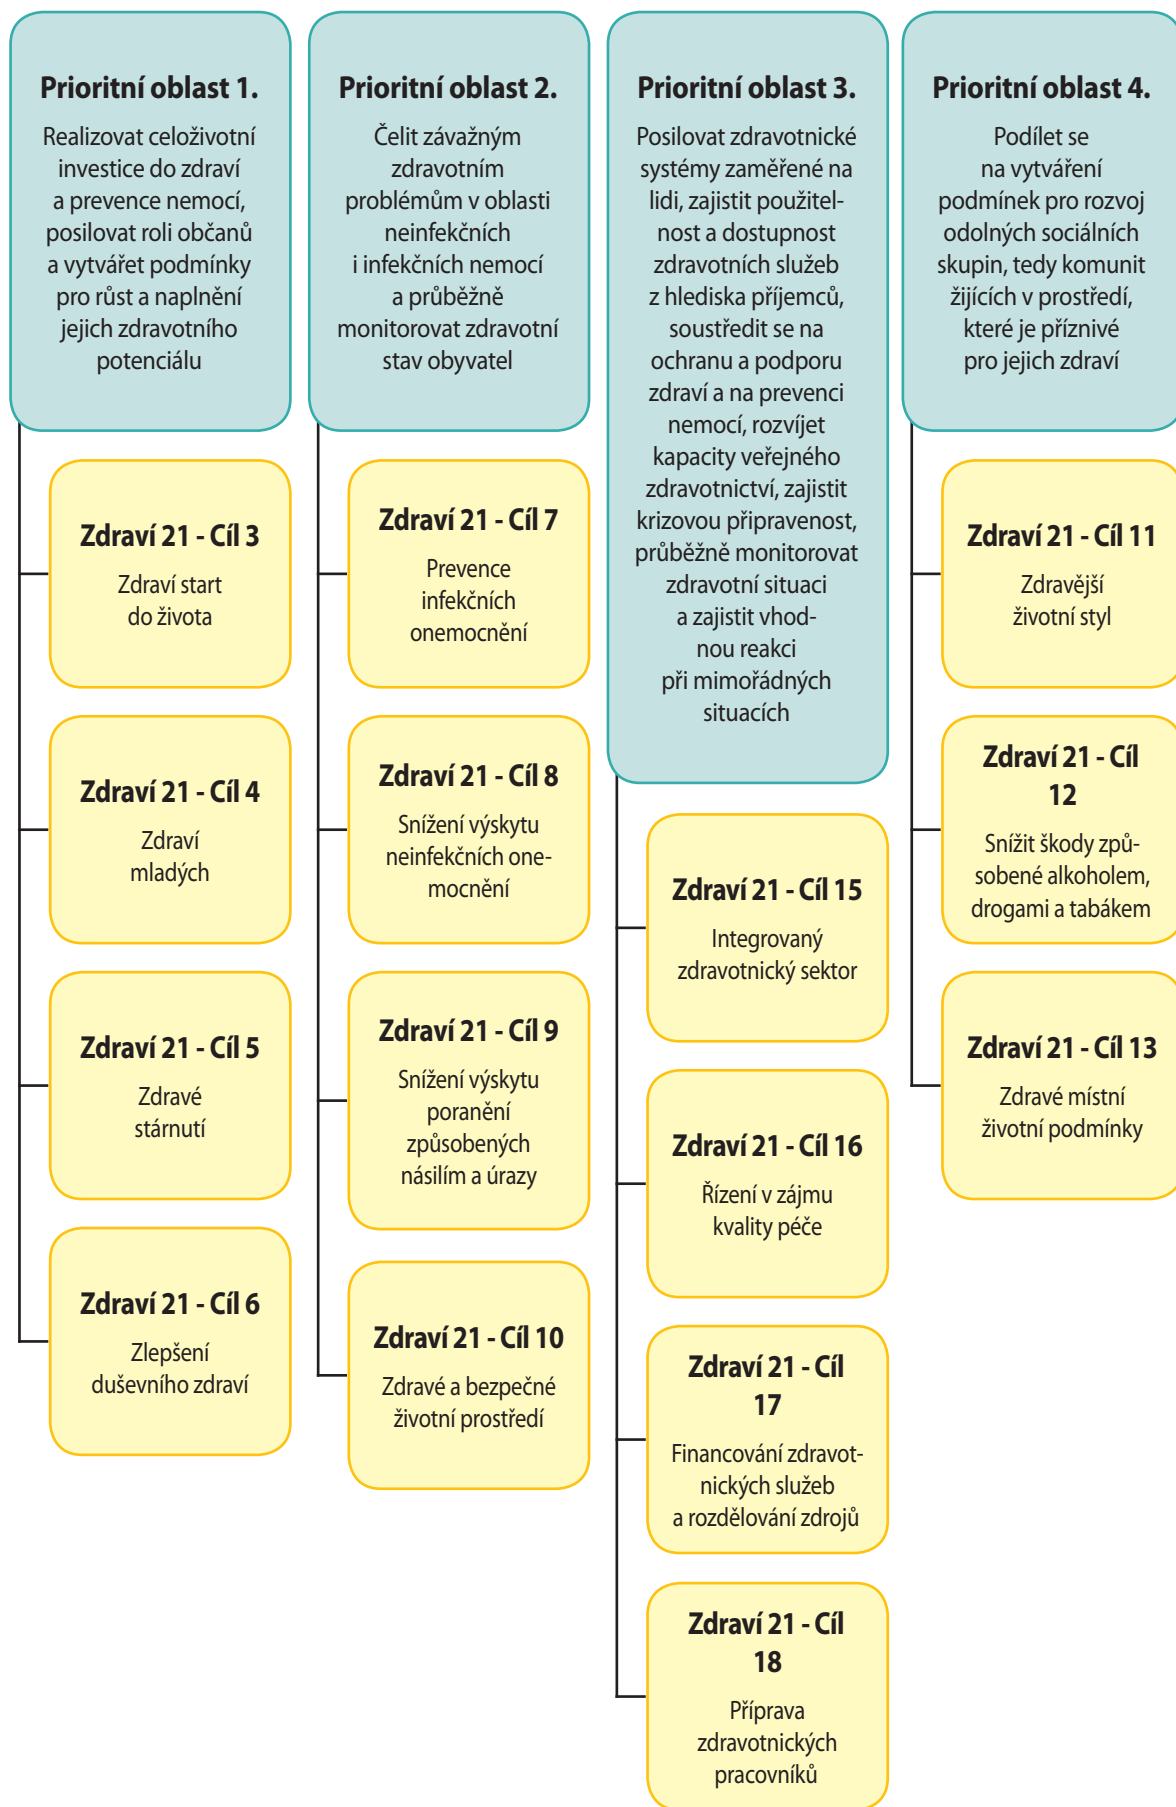 Prioritní oblast 1.
Realizovat celoživotní
investice do zdraví
a prevence nemocí,
posilovat roli občanů
a vytvářet podmínky
pro růst a naplnění
jejich zdravotního
potenciálu
Zdraví 21 - Cíl 3
Zdraví start
do života
Zdraví 21 - Cíl 4
Zdraví
mladých
Zdraví 21 - Cíl 5
Zdravé
stárnutí
Zdraví 21 - Cíl 6
Zlepšení
duševního zdraví
Prioritní oblast 2.
Čelit závažným
zdravotním
problémům v oblasti
neinfekčních
i infekčních nemocí
a průběžně
monitorovat zdravotní
stav obyvatel
Zdraví 21 - Cíl 7
Prevence
infekčních
onemocnění
Zdraví 21 - Cíl 8
Snížení výskytu
neinfekčních one-
mocnění
Zdraví 21 - Cíl 9
Snížení výskytu
poranění
způsobených
násilím a úrazy
Zdraví 21 - Cíl 10
Zdravé a bezpečné
životní prostředí
Prioritní oblast 3.
Posilovat zdravotnické
systémy zaměřené na
lidi, zajistit použitel-
nost a dostupnost
zdravotních služeb
z hlediska příjemců,
soustředit se na
ochranu a podporu
zdraví a na prevenci
nemocí, rozvíjet
kapacity veřejného
zdravotnictví, zajistit
krizovou připravenost,
průběžně monitorovat
zdravotní situaci
a zajistit vhod-
nou reakci
při mimořádných
situacích
Zdraví 21 - Cíl 15
Integrovaný
zdravotnický sektor
Zdraví 21 - Cíl 16
Řízení v zájmu
kvality péče
Zdraví 21 - Cíl
17
Financování zdravot-
nických služeb
a rozdělování zdrojů
Zdraví 21 - Cíl
18
Příprava
zdravotnických
pracovníků
Prioritní oblast 4.
Podílet se
na vytváření
podmínek pro rozvoj
odolných sociálních
skupin, tedy komunit
žijících v prostředí,
které je příznivé
pro jejich zdraví
Zdraví 21 - Cíl 11
Zdravější
životní styl
Zdraví 21 - Cíl
12
Snížit škody způ-
sobené alkoholem,
drogami a tabákem
Zdraví 21 - Cíl 13
Zdravé místní
životní podmínky